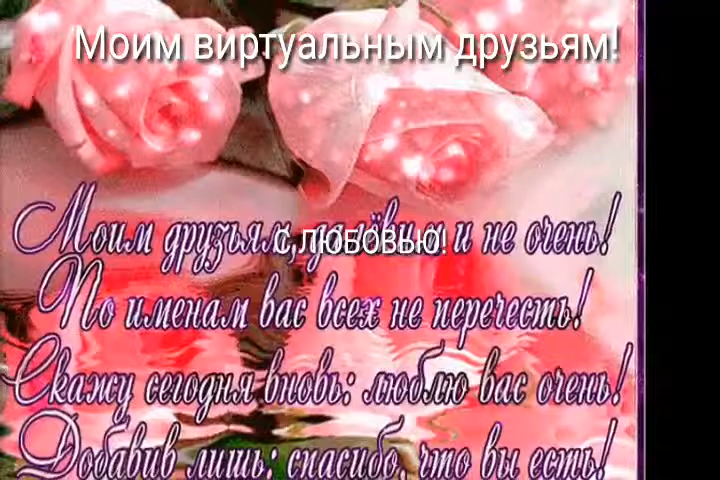 Моим виртуальным друзьям!
Моим друзьям, далёким и не очень!
С ЛЮБОВЬЮ!
По именам вас всех не перечесть!
Скажу сегодня вновь: люблю вас очень!
Добавив лишь: спасибо, что вы есть!